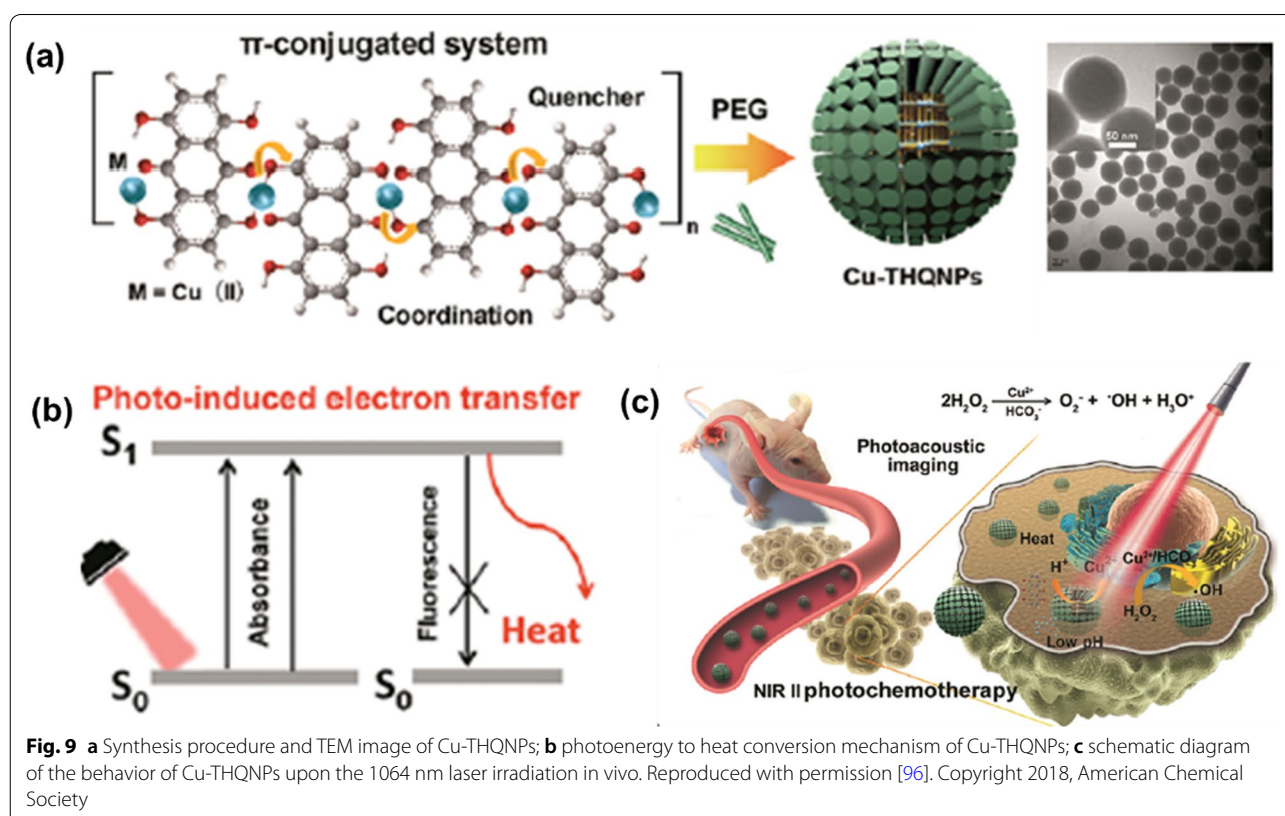 (a)
π-conjugated system
Quencher
M
n
M = Cu (II)
Coordination
PEG
Cu-THQNPs
50 nm
(b)
Photo-induced electron transfer
S₁
Absorbance
Fluorescence
Heat
S₀
S₀
(c)
2H₂O₂ Cu²⁺ HCO₃⁻ O₂⁻ + ·OH + H₃O⁺
Photoacoustic
imaging
Heat
H⁺
Cu²⁺
Cu²⁺/HCO₃⁻
·OH
H₂O₂
Low pH
NIR II photochemotherapy
Fig. 9 a Synthesis procedure and TEM image of Cu-THQNPs; b photoenergy to heat conversion mechanism of Cu-THQNPs; c schematic diagram
of the behavior of Cu-THQNPs upon the 1064 nm laser irradiation in vivo. Reproduced with permission [96]. Copyright 2018, American Chemical
Society